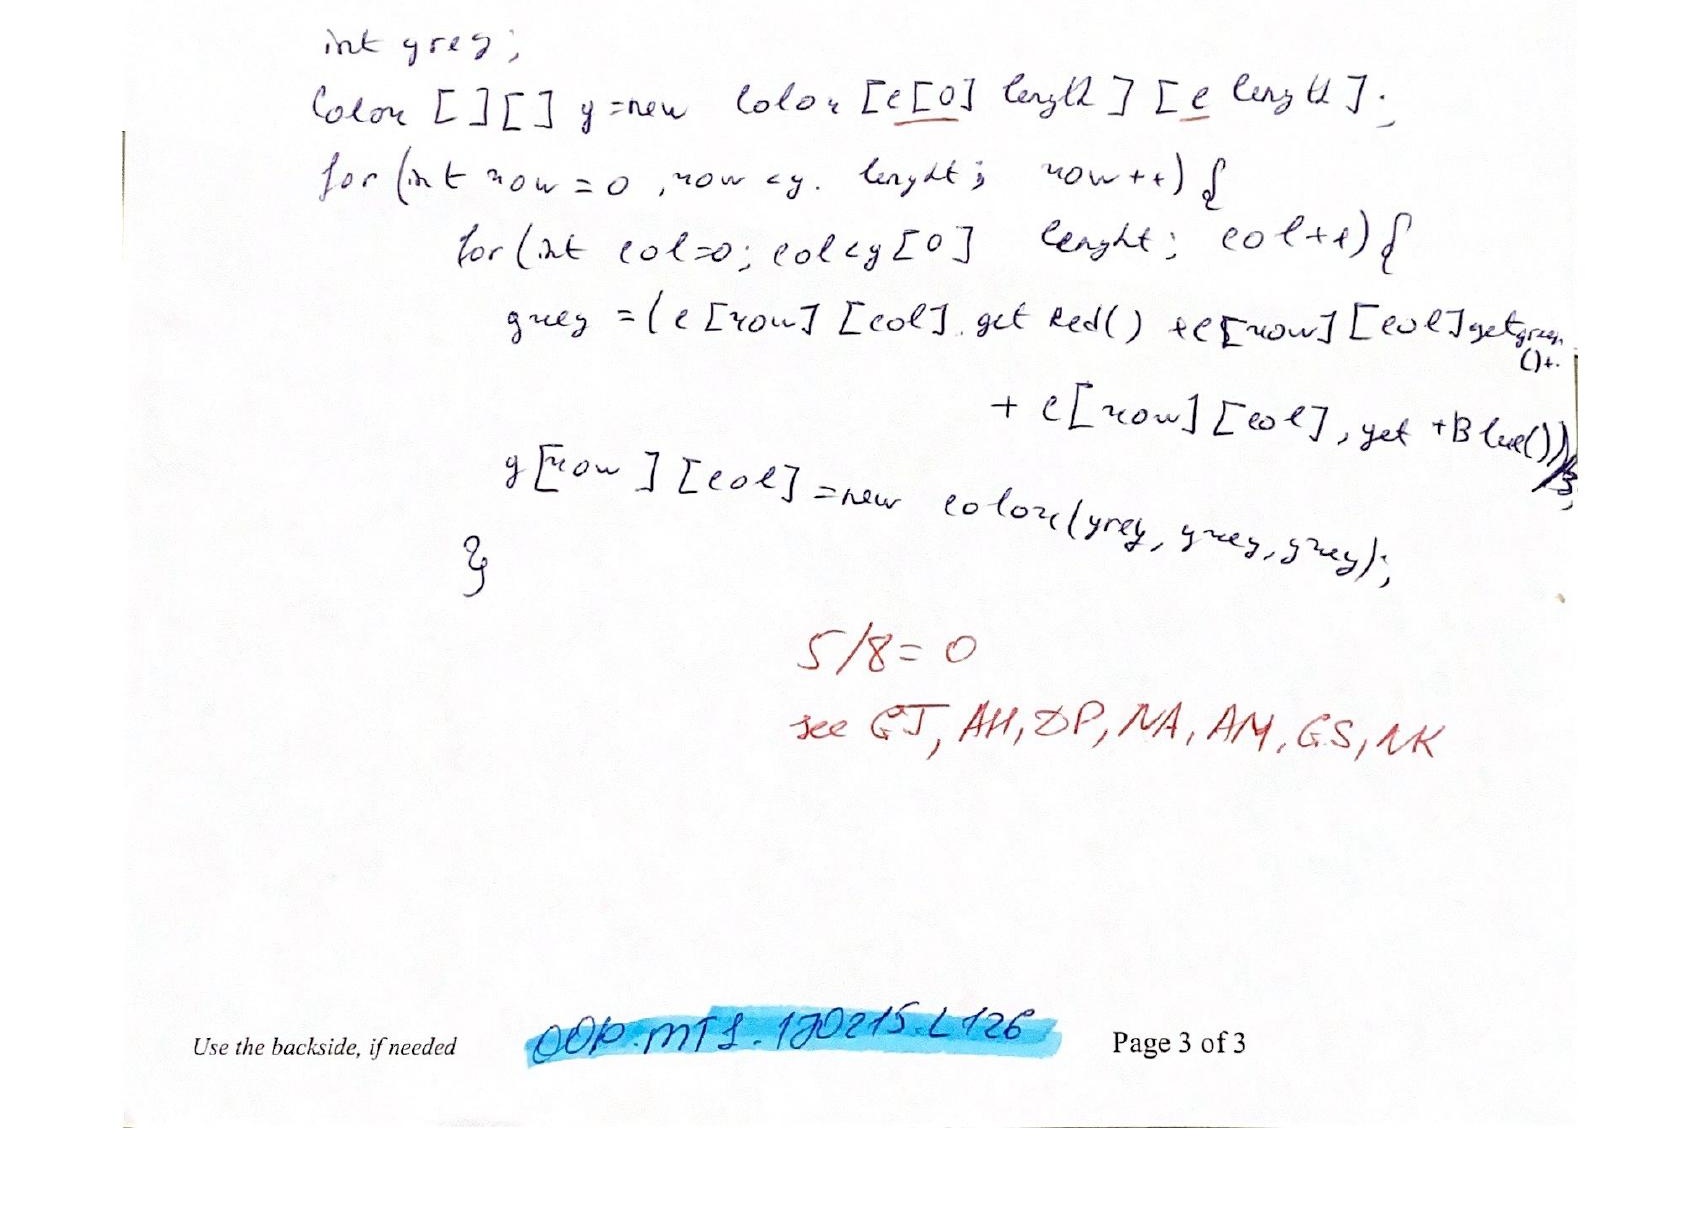 int grey;
Color [][] g=new Color [c[0] length] [c length];
for (int row=0, row<g. lenght; row++) {
for (int col=0; col<g[0] lenght; col++) {
grey =(c [row] [col]. get Red() +c[row] [col] getgreen
()+.
+ c[row] [col], get +Blue())/3;
g[row] [col] =new color(grey, grey, grey);
}
5/8=0
see GJ, AH, DP, NA, AM, GS, NK
Use the backside, if needed OOP.MT1.170215.L126 Page 3 of 3